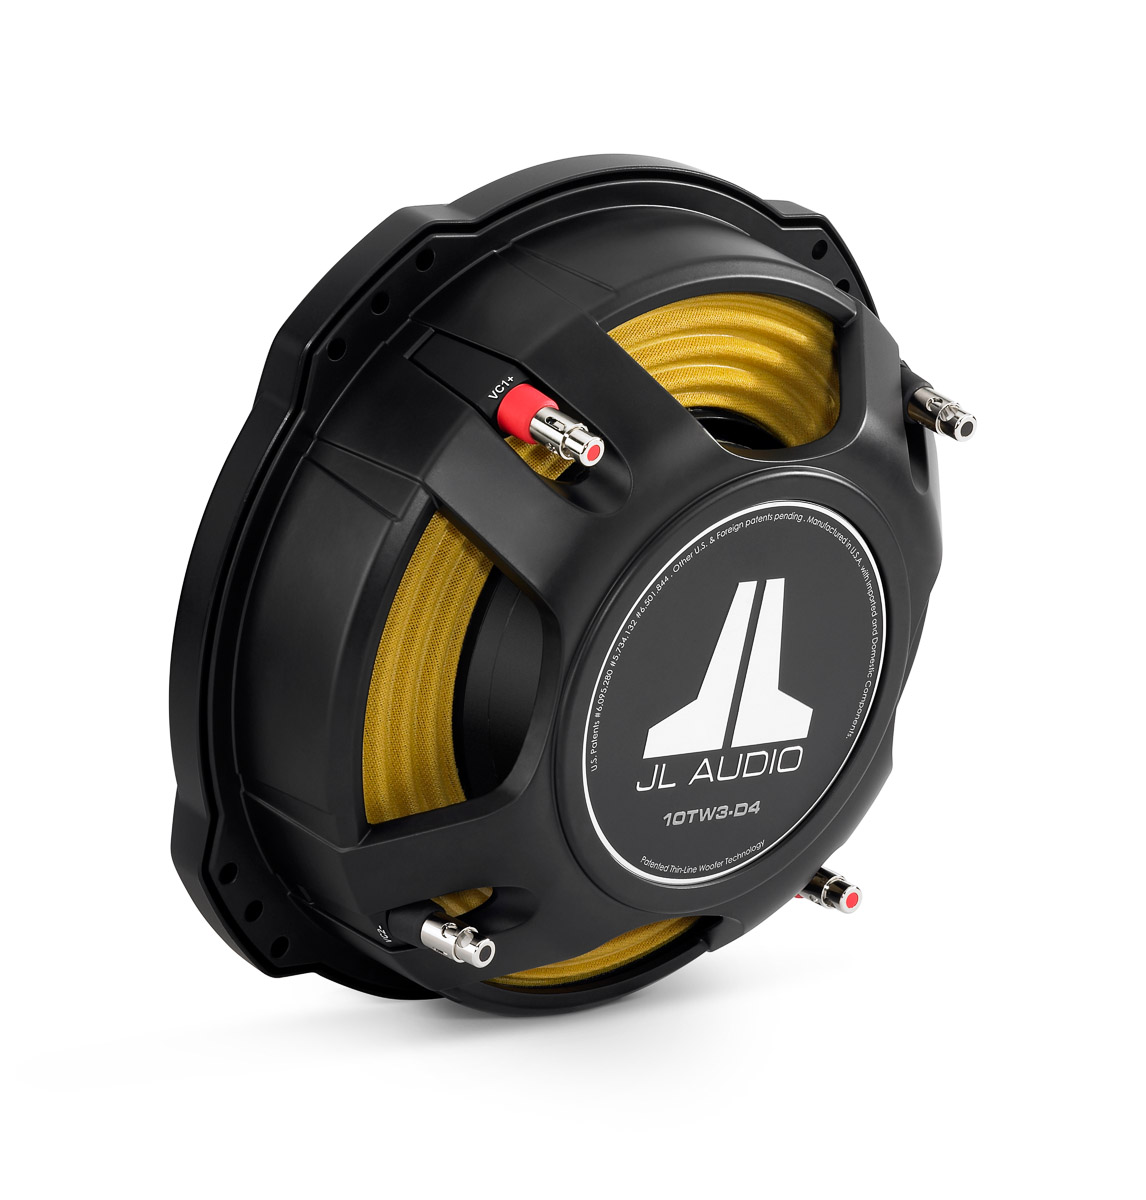 VC1+
U.S. Patents #6,095,280 #5,734,132 #6,501,844 . Other U.S. & Foreign patents pending . Manufactured in U.S.A. with Imported and Domestic Components.
JL AUDIO
10TW3-D4
Patented Thin-Line Woofer Technology
VC2-